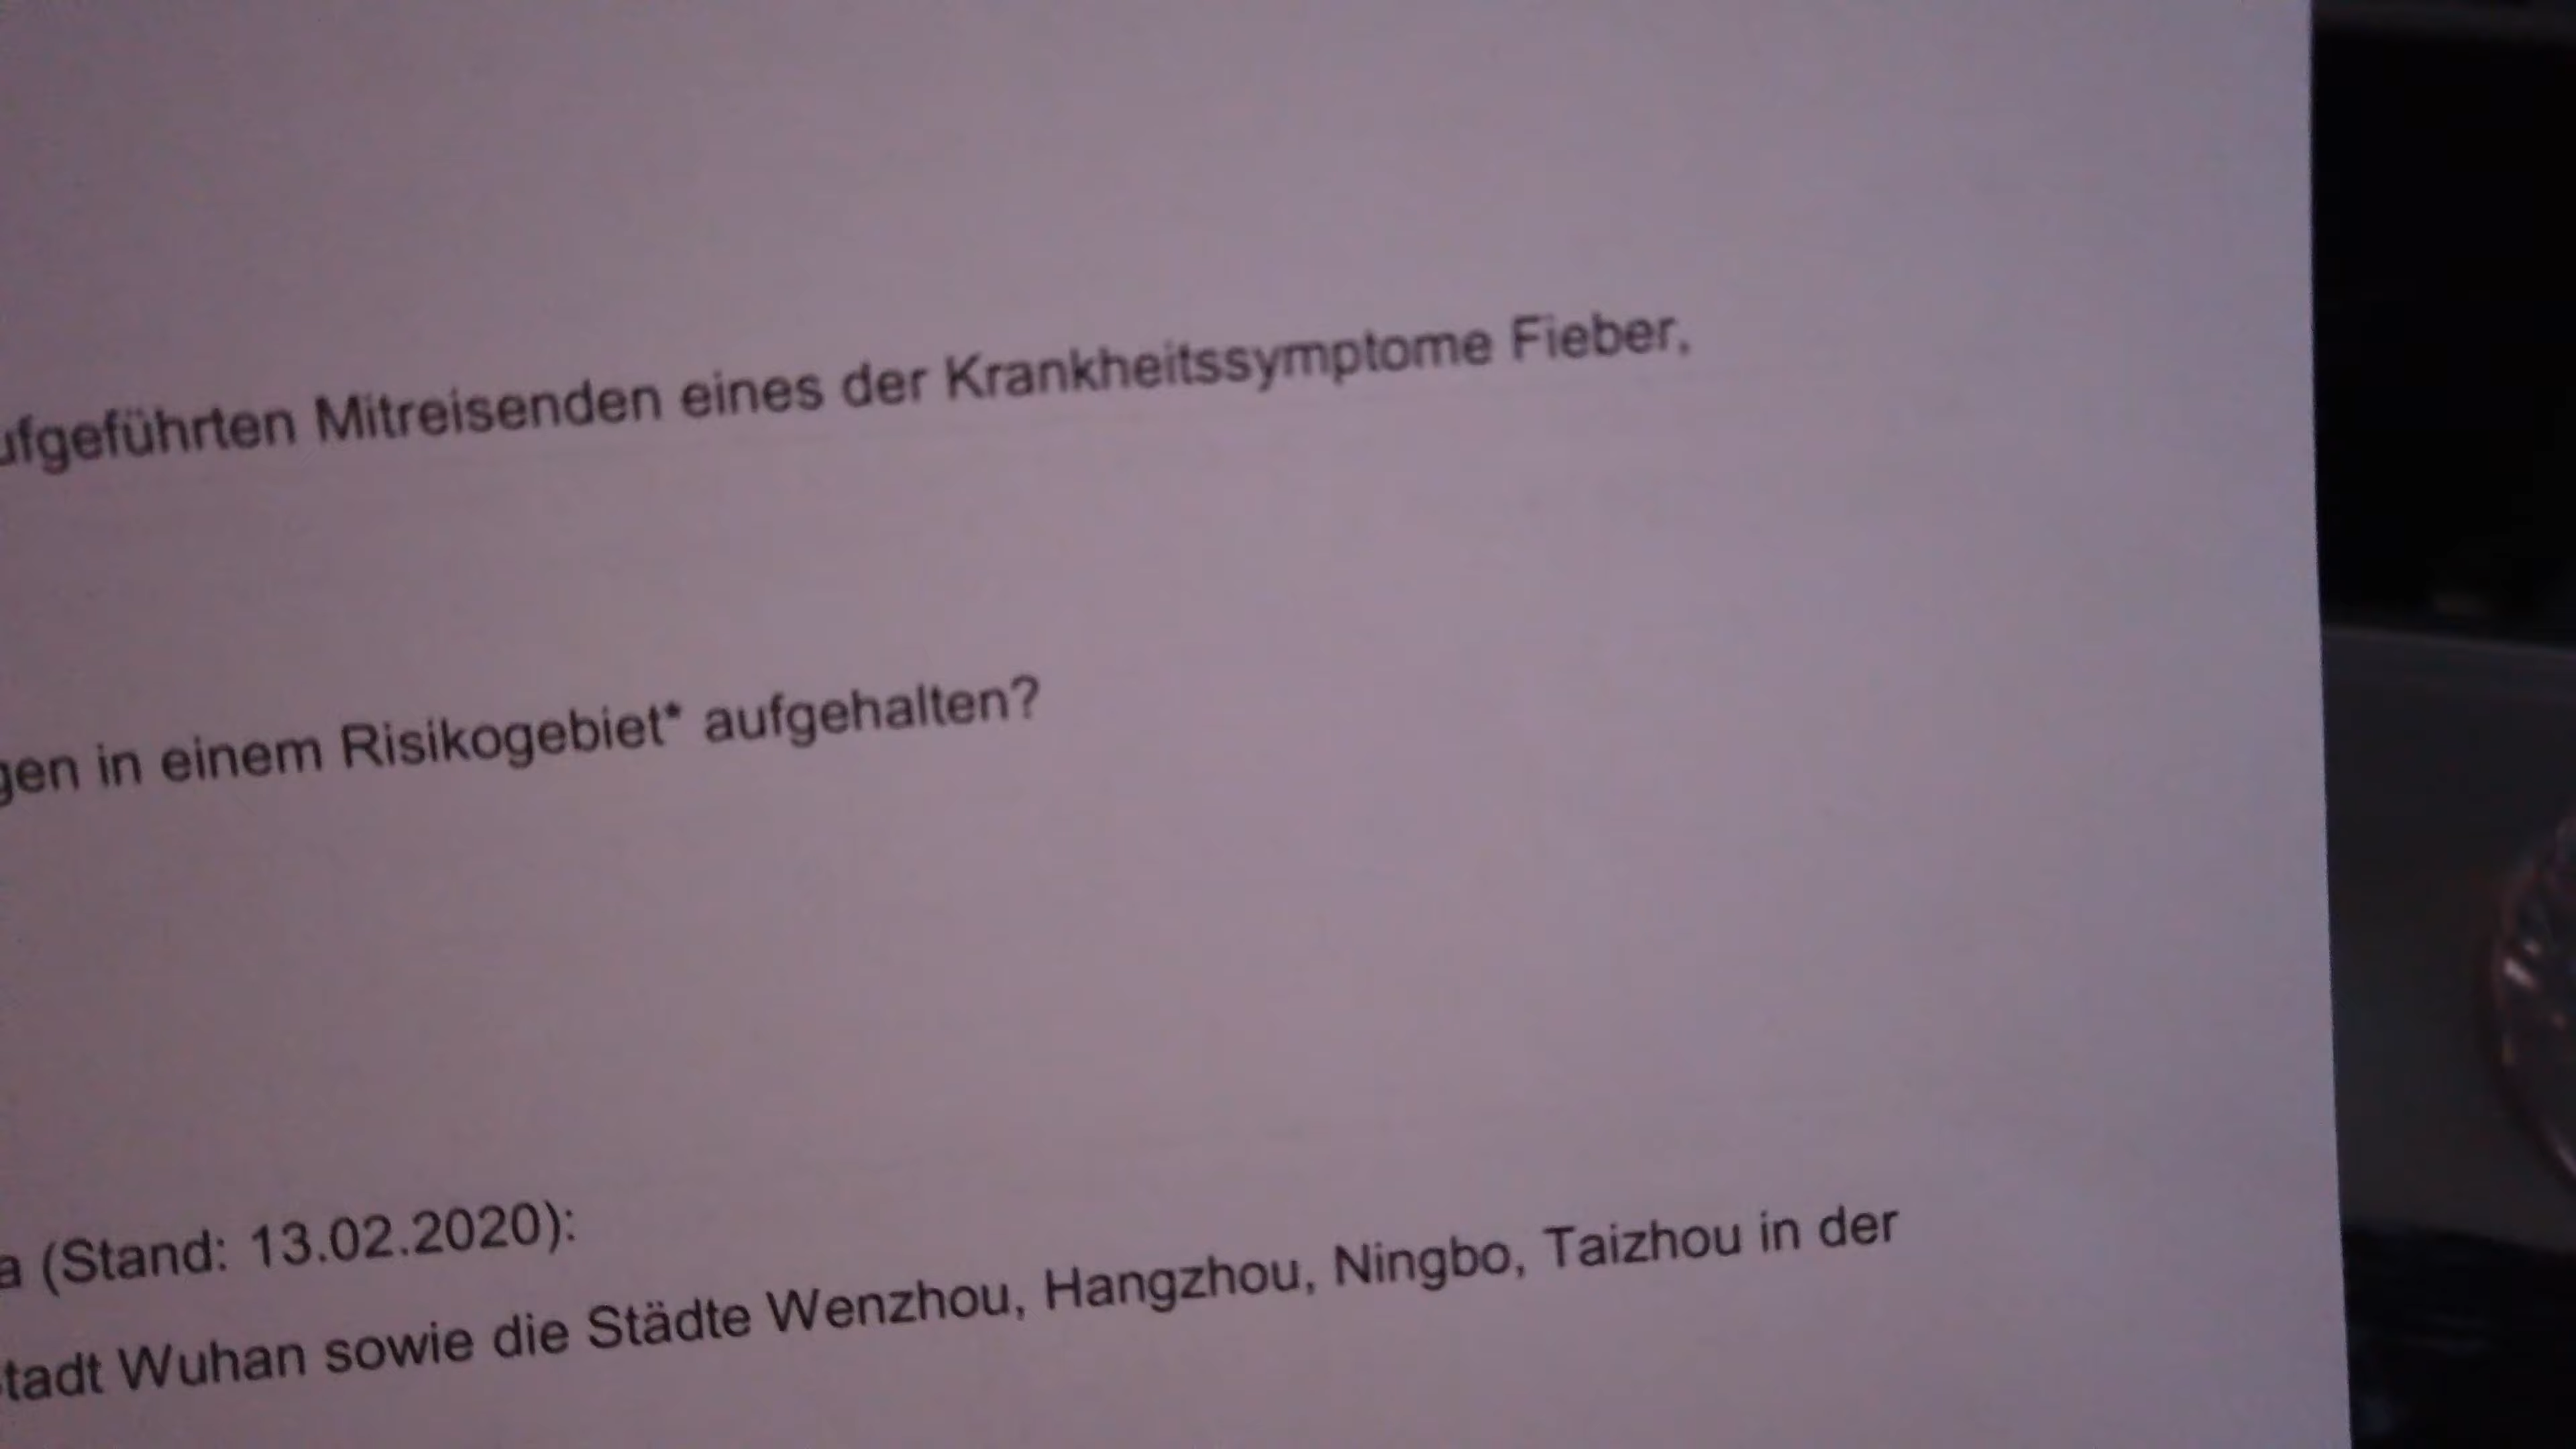 ufgeführten Mitreisenden eines der Krankheitssymptome Fieber,
gen in einem Risikogebiet* aufgehalten?
a (Stand: 13.02.2020):
tadt Wuhan sowie die Städte Wenzhou, Hangzhou, Ningbo, Taizhou in der